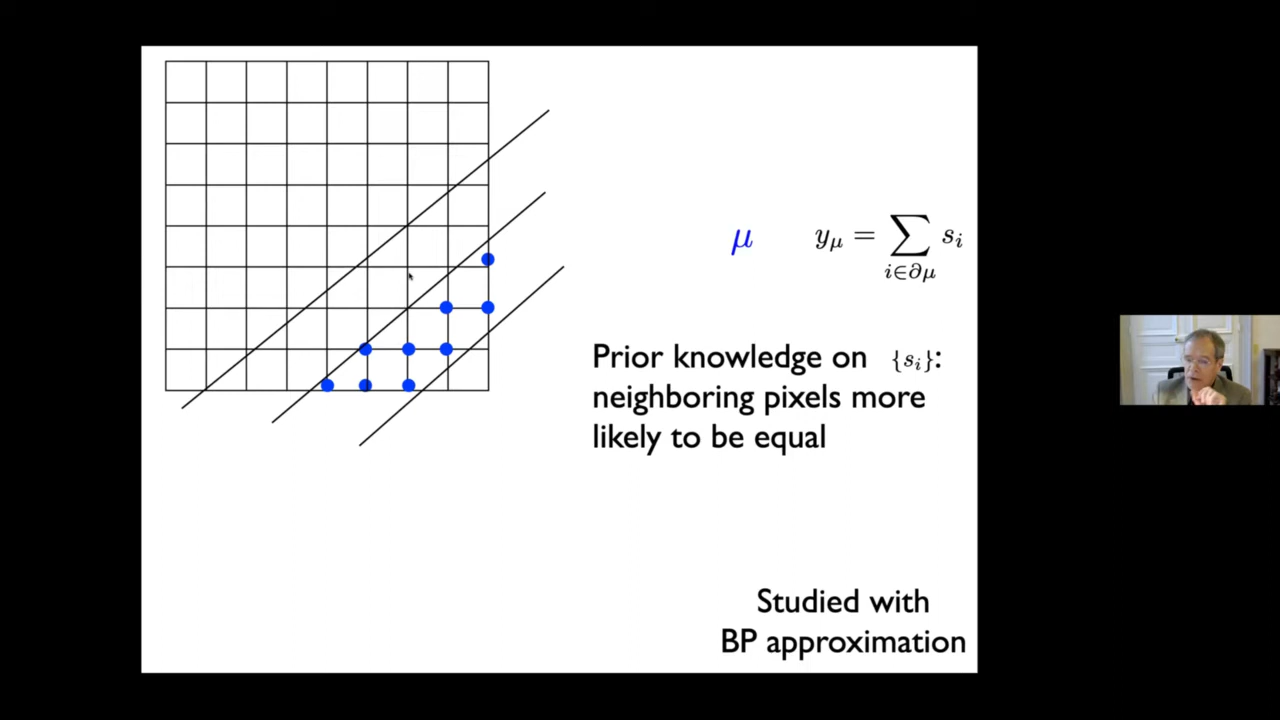 μ y_μ = ∑_{i∈∂μ} s_i
Prior knowledge on {s_i}:
neighboring pixels more
likely to be equal
Studied with
BP approximation